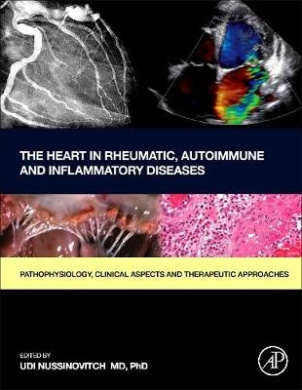 THE HEART IN RHEUMATIC, AUTOIMMUNE
AND INFLAMMATORY DISEASES
PATHOPHYSIOLOGY, CLINICAL ASPECTS AND THERAPEUTIC APPROACHES
EDITED BY
UDI NUSSINOVITCH MD, PhD
AP